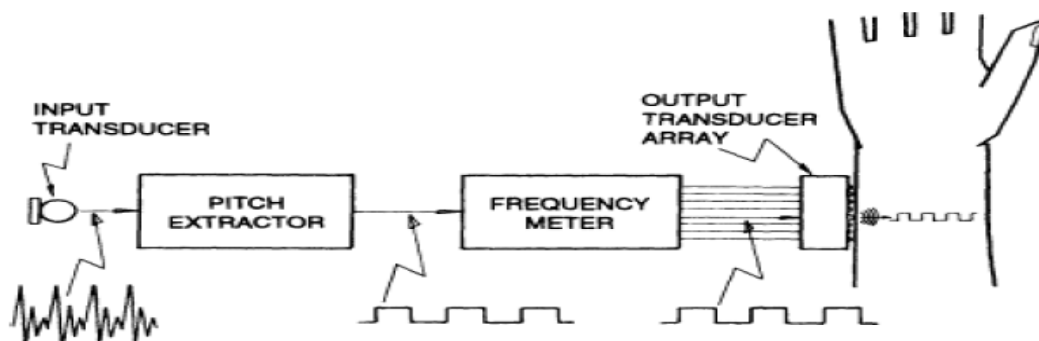 INPUT
TRANSDUCER
PITCH
EXTRACTOR
FREQUENCY
METER
OUTPUT
TRANSDUCER
ARRAY